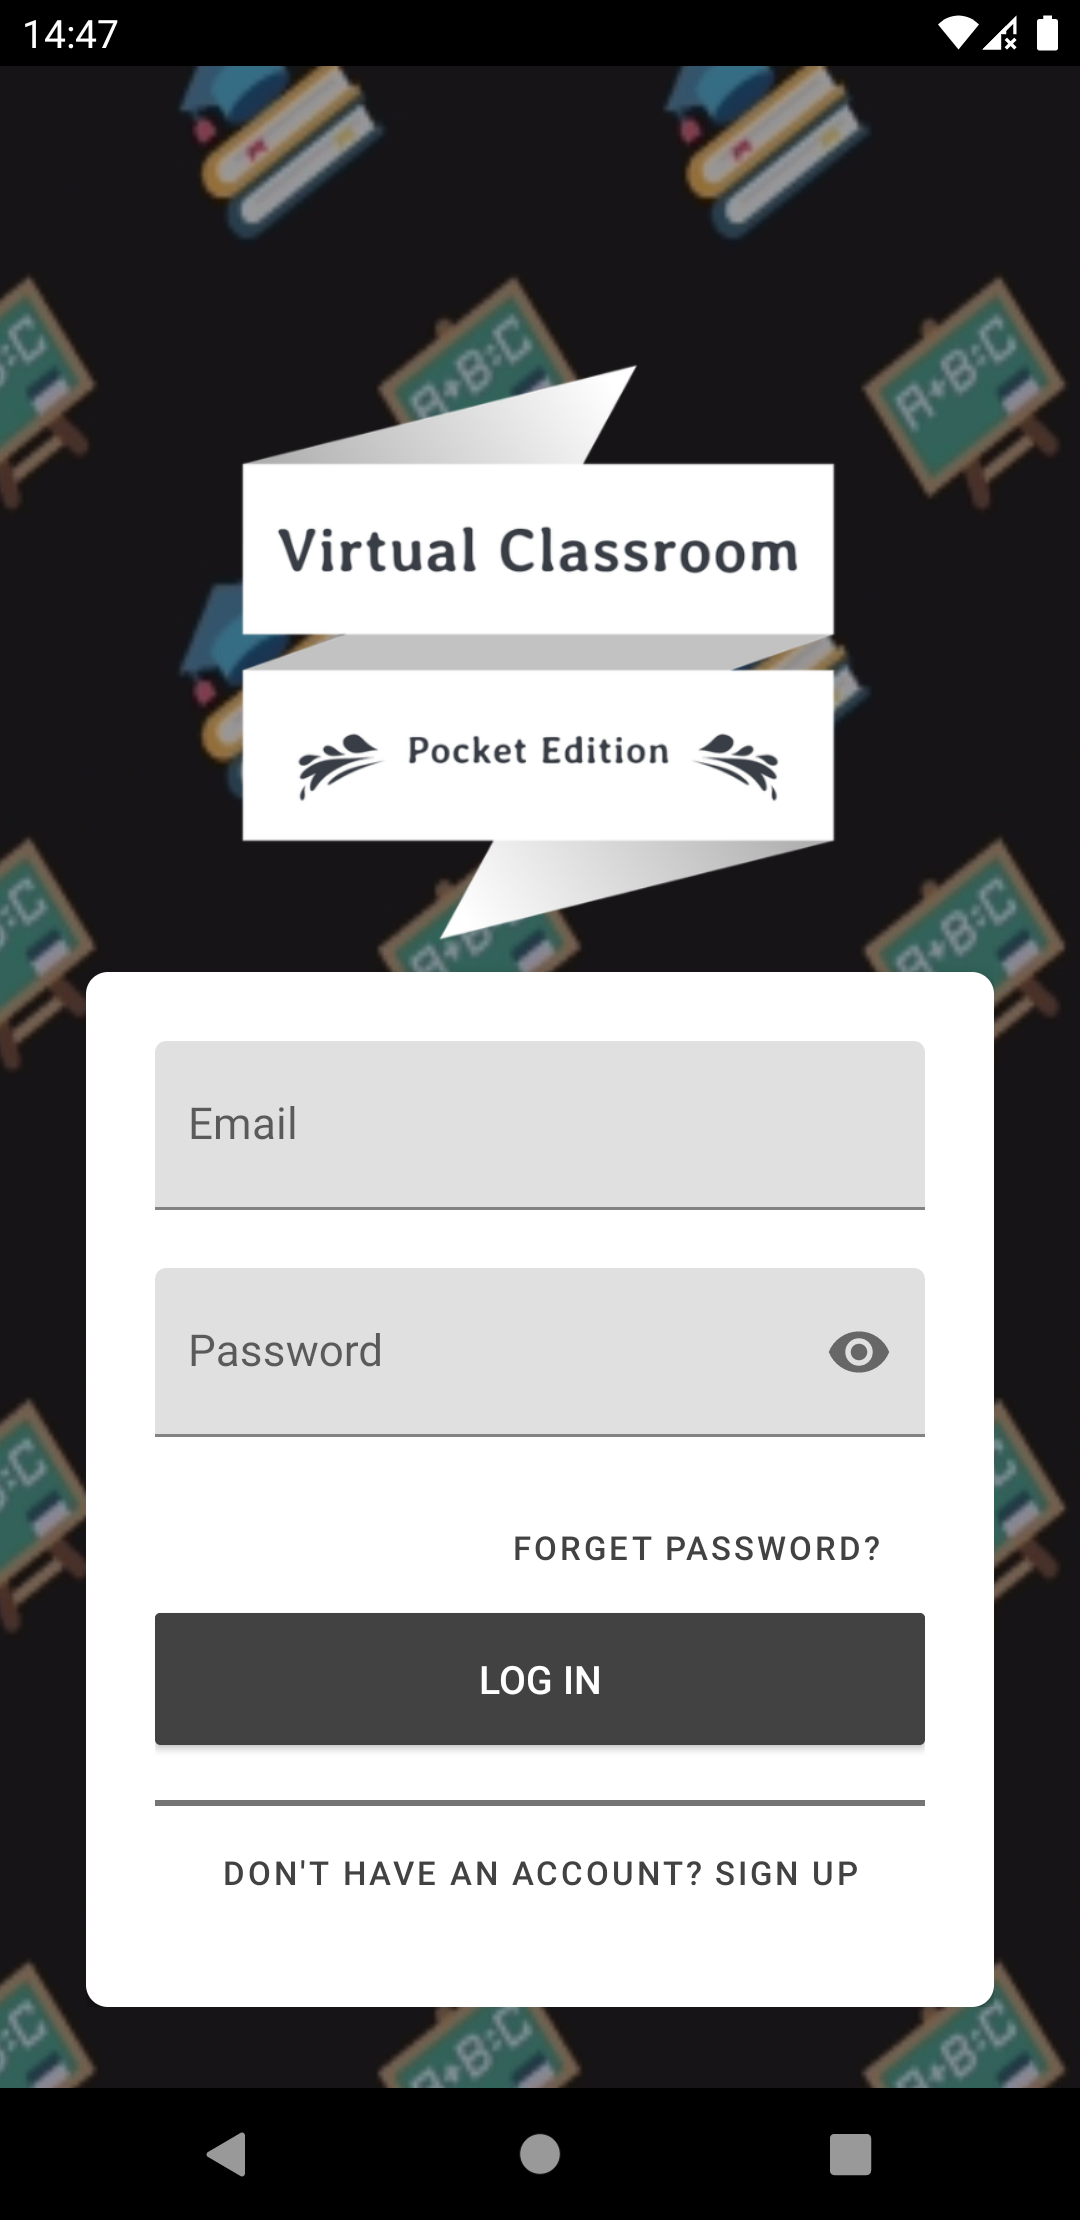 14:47
A+B=C
A+B=C
Virtual Classroom
Pocket Edition
A+B=C
Email
Password
FORGET PASSWORD?
LOG IN
DON'T HAVE AN ACCOUNT? SIGN UP
A+B=C
A+B=C